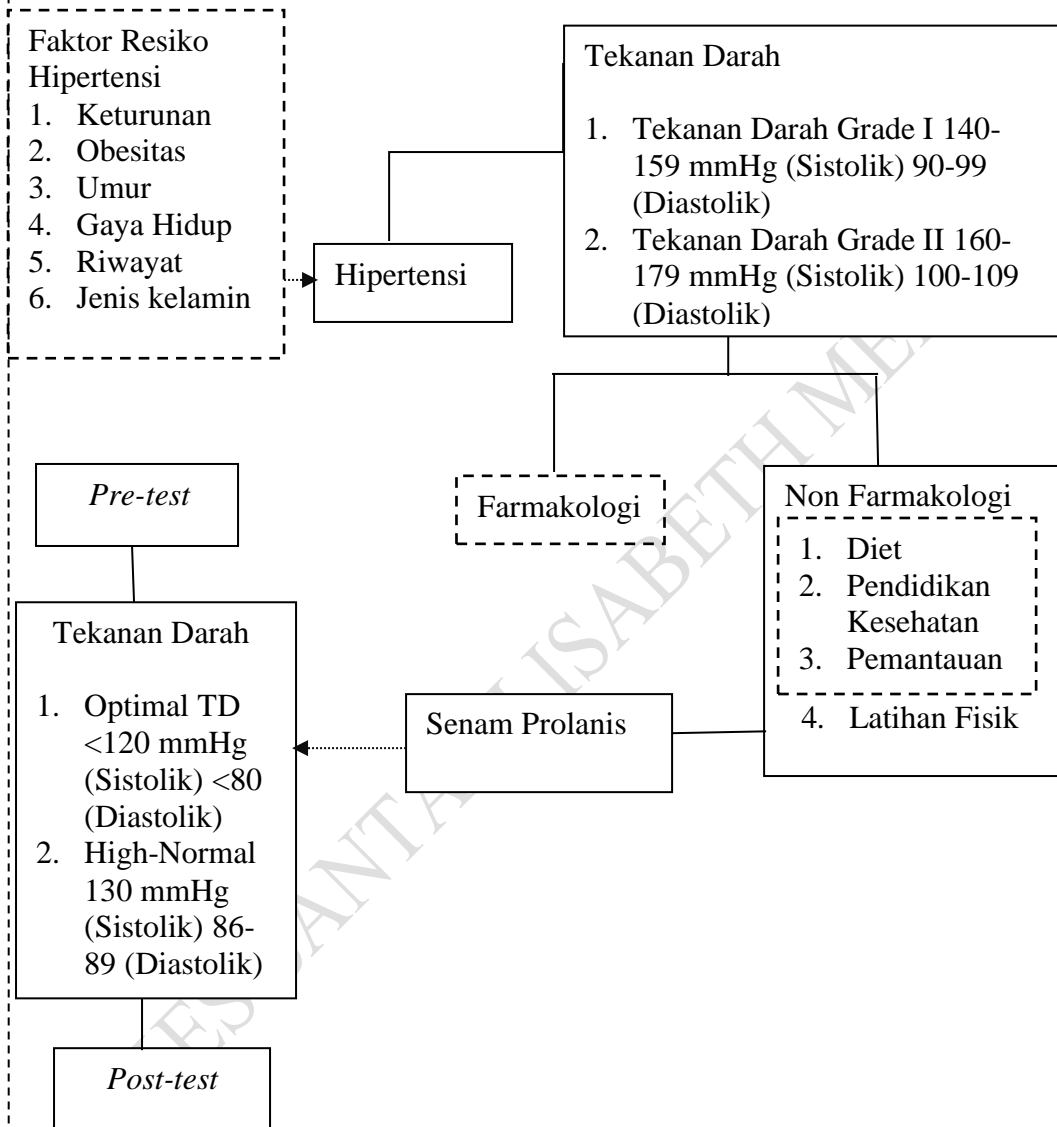 Faktor Resiko
Hipertensi
1. Keturunan
2. Obesitas
3. Umur
4. Gaya Hidup
5. Riwayat
6. Jenis kelamin
Hipertensi
Tekanan Darah
1. Tekanan Darah Grade I 140-
159 mmHg (Sistolik) 90-99
(Diastolik)
2. Tekanan Darah Grade II 160-
179 mmHg (Sistolik) 100-109
(Diastolik)
Farmakologi
Non Farmakologi
1. Diet
2. Pendidikan
Kesehatan
3. Pemantauan
4. Latihan Fisik
Senam Prolanis
Pre-test
Tekanan Darah
1. Optimal TD
<120 mmHg
(Sistolik) <80
(Diastolik)
2. High-Normal
130 mmHg
(Sistolik) 86-
89 (Diastolik)
Post-test